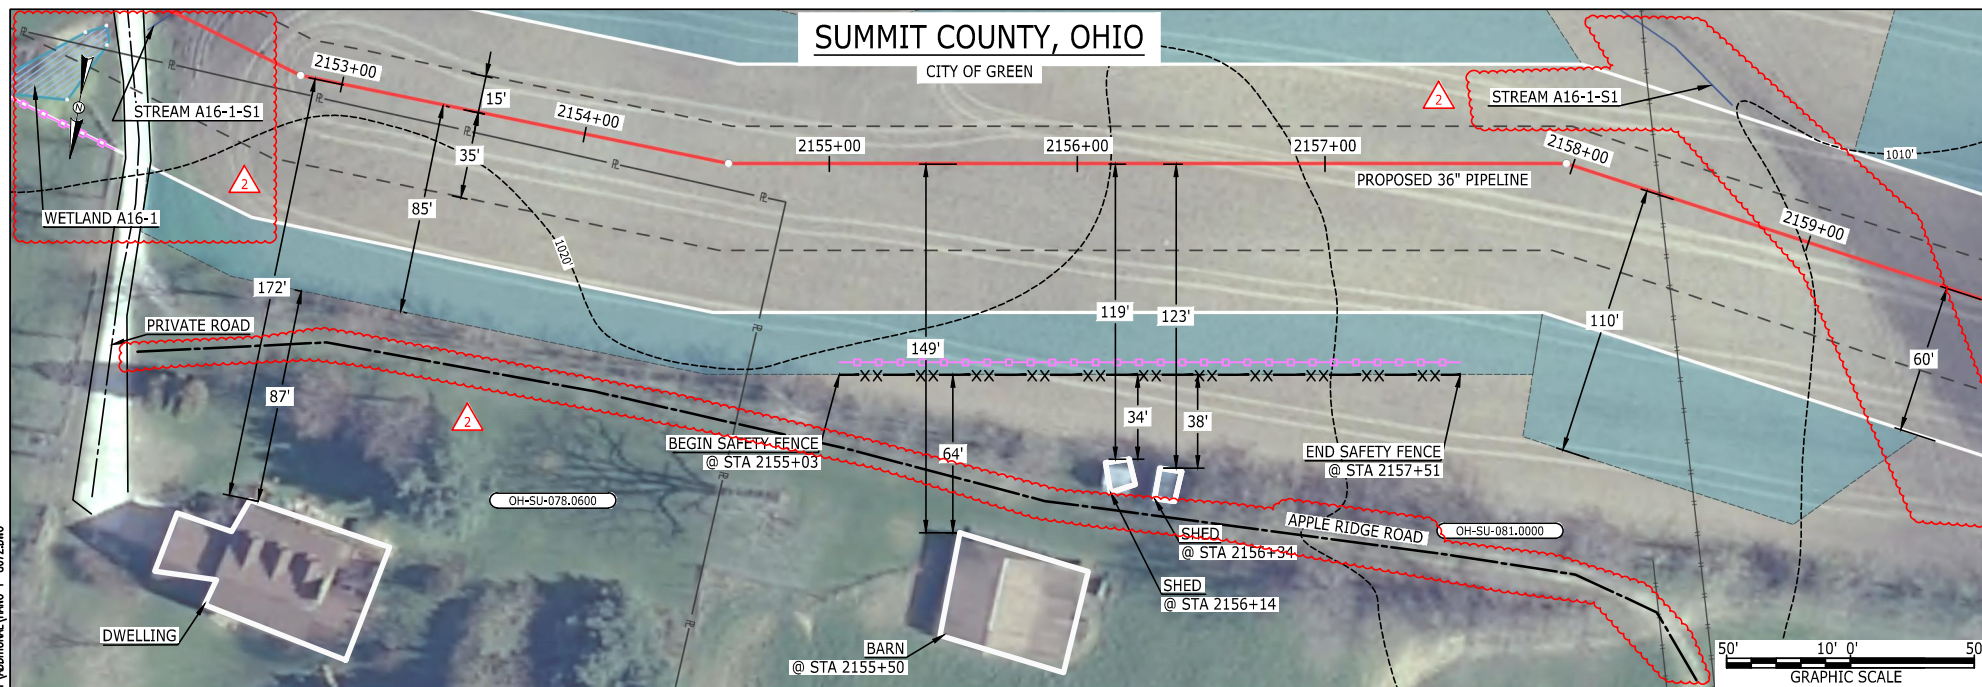 SUMMIT COUNTY, OHIO
CITY OF GREEN
2153+00
15'
2154+00
STREAM A16-1-S1
N
35'
2155+00
2156+00
2157+00
2158+00
2
STREAM A16-1-S1
1010'
PROPOSED 36" PIPELINE
2
WETLAND A16-1
85'
2159+00
1020'
172'
PRIVATE ROAD
119'
123'
110'
149'
60'
87'
2
34'
38'
BEGIN SAFETY FENCE
@ STA 2155+03
64'
END SAFETY FENCE
@ STA 2157+51
OH-SU-078.0600
APPLE RIDGE ROAD
OH-SU-081.0000
SHED
@ STA 2156+34
SHED
@ STA 2156+14
DWELLING
BARN
@ STA 2155+50
50' 10' 0' 50
GRAPHIC SCALE